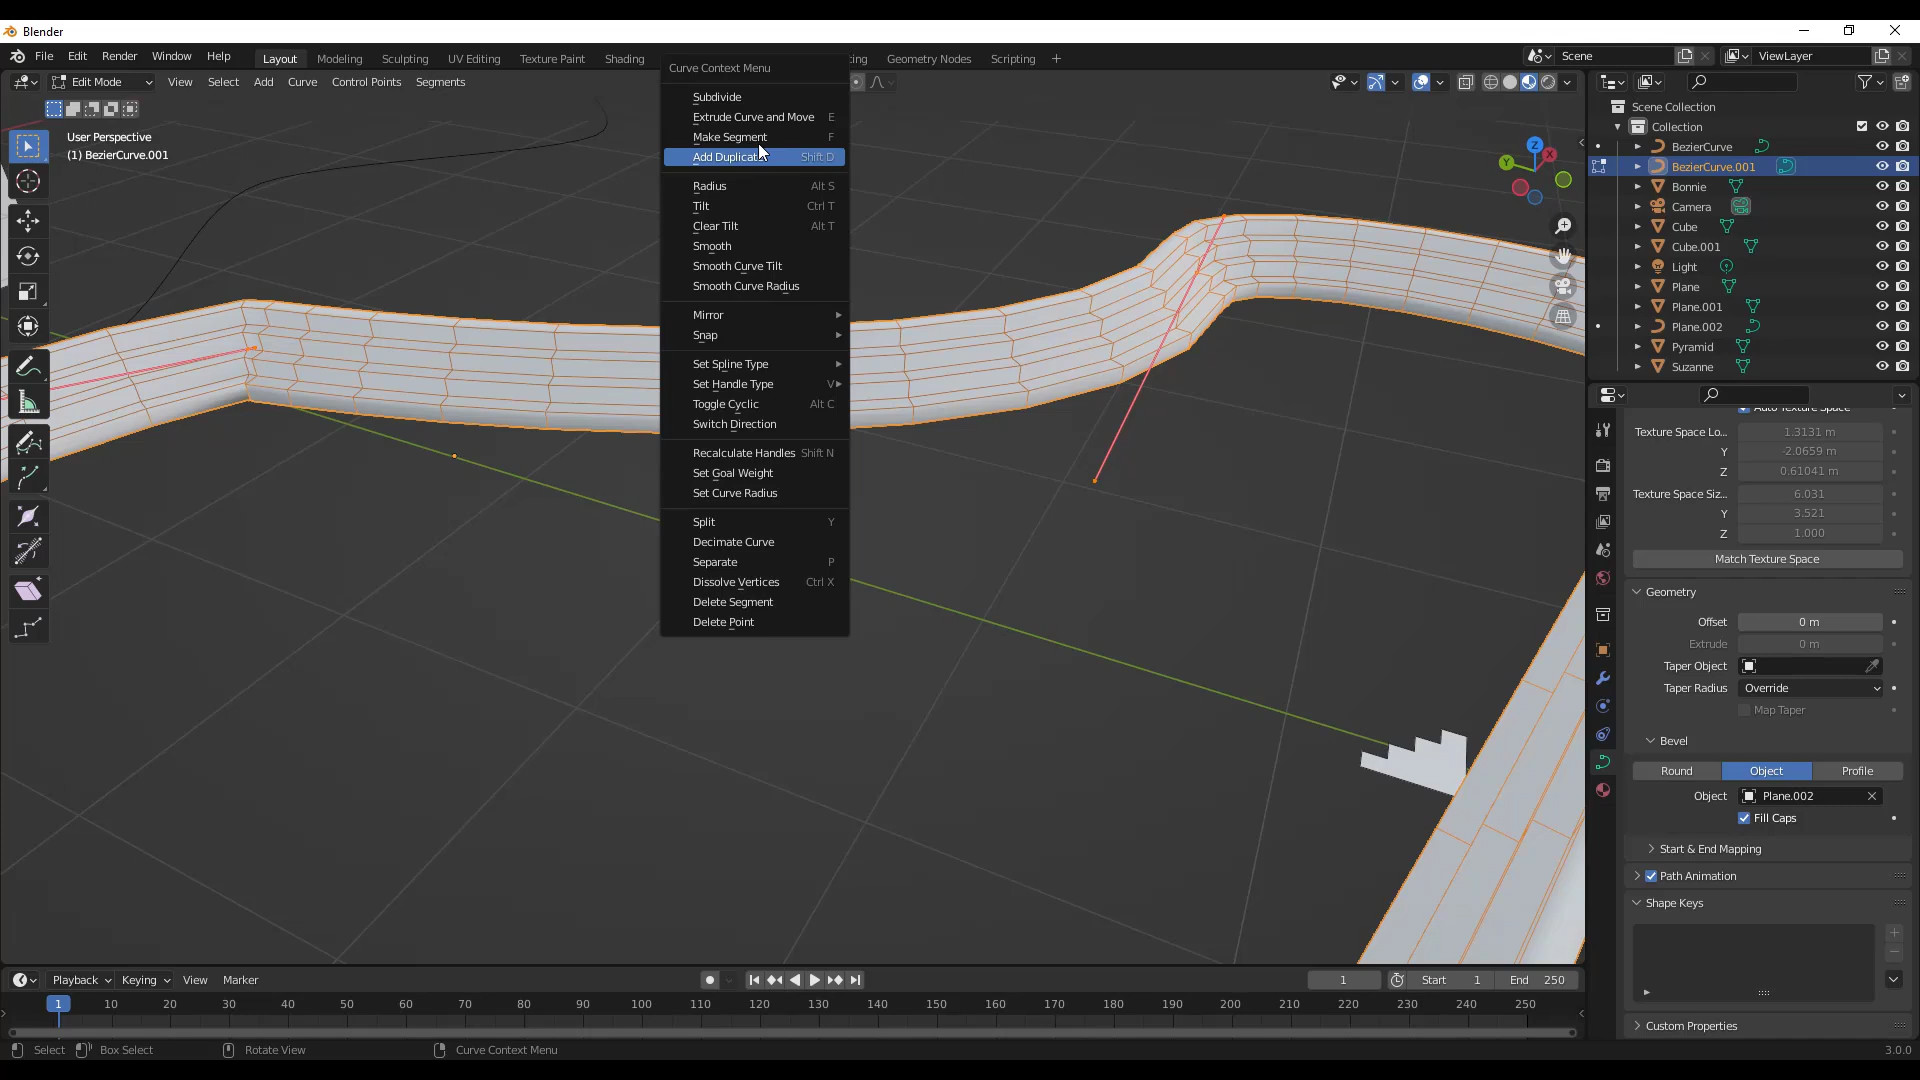 Blender
File Edit Render Window Help Layout Modeling Sculpting UV Editing Texture Paint Shading Geometry Nodes Scripting + Scene ViewLayer
Edit Mode View Select Add Curve Control Points Segments
User Perspective
(1) BezierCurve.001
Curve Context Menu
Subdivide
Extrude Curve and Move E
Make Segment F
Shift D
Radius Alt S
Tilt Ctrl T
Clear Tilt Alt T
Smooth
Smooth Curve Tilt
Smooth Curve Radius
Mirror
Snap
Set Spline Type
Set Handle Type V
Toggle Cyclic Alt C
Switch Direction
Recalculate Handles Shift N
Set Goal Weight
Set Curve Radius
Split Y
Decimate Curve
Separate P
Dissolve Vertices Ctrl X
Delete Segment
Delete Point
Z
X
Y
Scene Collection
Collection
BezierCurve
BezierCurve.001
Bonnie
Camera
Cube
Cube.001
Light
Plane
Plane.001
Plane.002
Pyramid
Suzanne
Auto Texture Space
Texture Space Lo... 1.3131 m
Y -2.0659 m
Z 0.61041 m
Texture Space Siz... 6.031
Y 3.521
Z 1.000
Match Texture Space
Geometry
Offset 0 m
Extrude 0 m
Taper Object
Taper Radius Override
Map Taper
Bevel
Round Object Profile
Object Plane.002
Fill Caps
Start & End Mapping
Path Animation
Shape Keys
Custom Properties
Playback Keying View Marker 1 Start 1 End 250
1 10 20 30 40 50 60 70 80 90 100 110 120 130 140 150 160 170 180 190 200 210 220 230 240 250
Select Box Select Rotate View Curve Context Menu 3.0.0